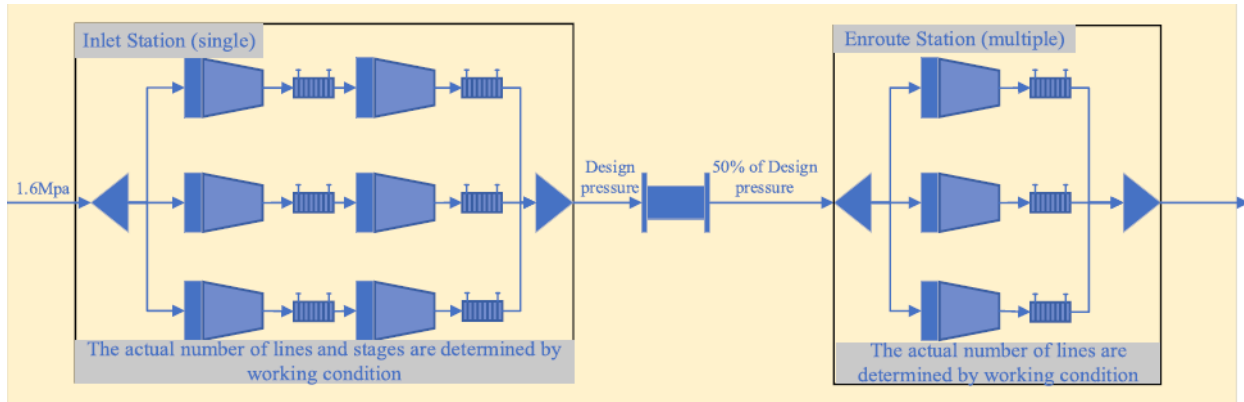 Inlet Station (single)
Enroute Station (multiple)
1.6Mpa
Design
pressure
50% of Design
pressure
The actual number of lines and stages are determined by
working condition
The actual number of lines are
determined by working condition